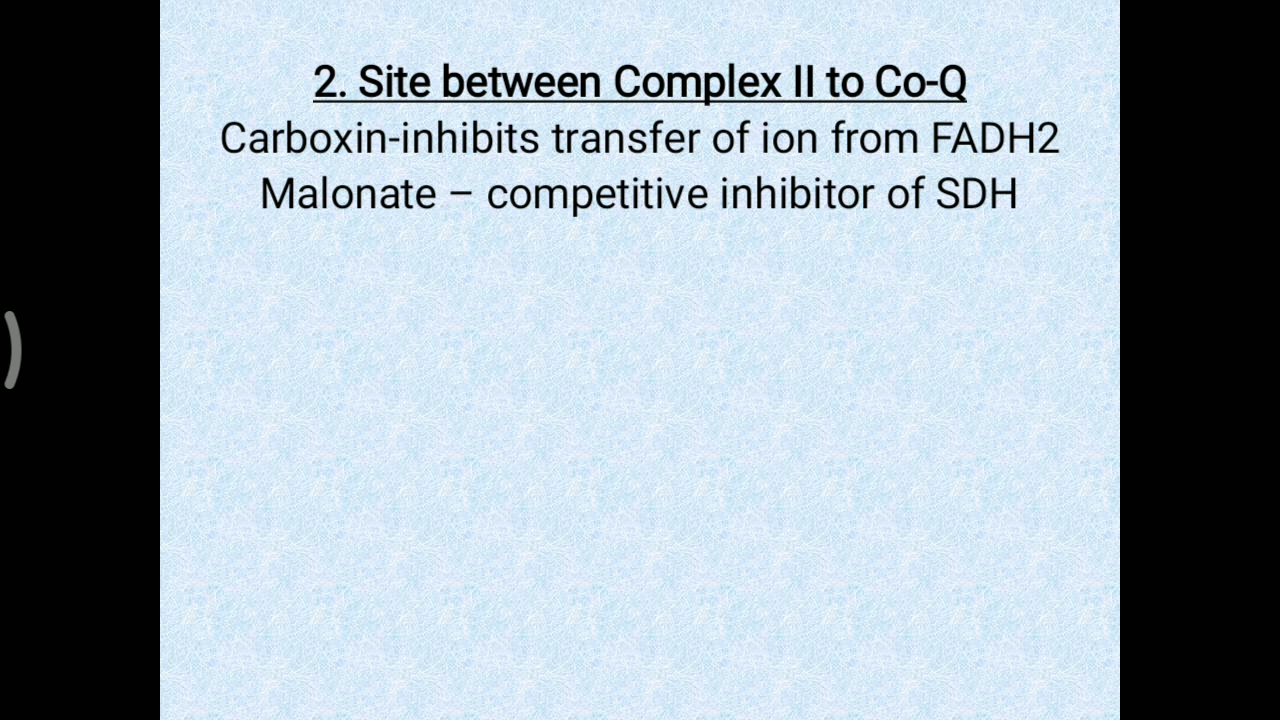 2. Site between Complex II to Co-Q
Carboxin-inhibits transfer of ion from FADH2
Malonate – competitive inhibitor of SDH